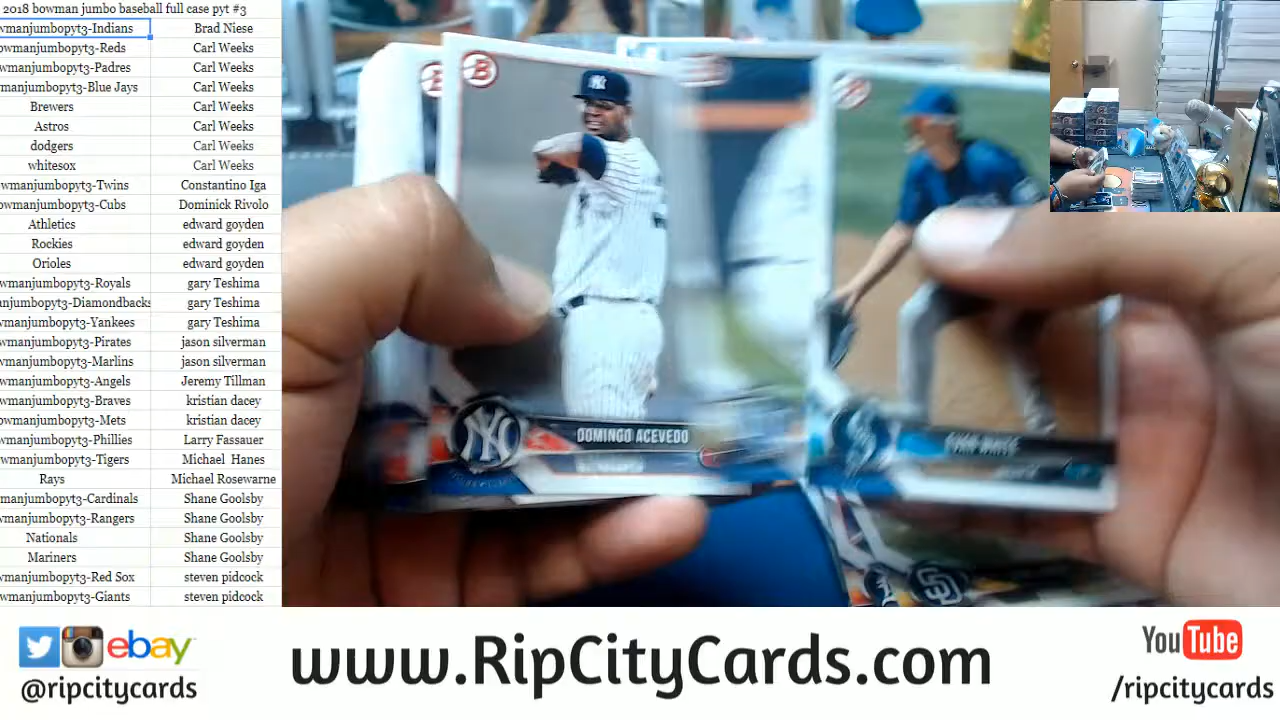 2018 bowman jumbo baseball full case pyt #3
wmanjumbopyt3-Indians Brad Niese
owmanjumbopyt3-Reds Carl Weeks
wmanjumbopyt3-Padres Carl Weeks
manjumbopyt3-Blue Jays Carl Weeks
Brewers Carl Weeks
Astros Carl Weeks
dodgers Carl Weeks
whitesox Carl Weeks
wmanjumbopyt3-Twins Constantino Iga
owmanjumbopyt3-Cubs Dominick Rivolo
Athletics edward goyden
Rockies edward goyden
Orioles edward goyden
wmanjumbopyt3-Royals gary Teshima
anjumbopyt3-Diamondbacks gary Teshima
wmanjumbopyt3-Yankees gary Teshima
wmanjumbopyt3-Pirates jason silverman
wmanjumbopyt3-Marlins jason silverman
wmanjumbopyt3-Angels Jeremy Tillman
wmanjumbopyt3-Braves kristian dacey
owmanjumbopyt3-Mets kristian dacey
wmanjumbopyt3-Phillies Larry Fassauer
wmanjumbopyt3-Tigers Michael Hanes
Rays Michael Rosewarne
manjumbopyt3-Cardinals Shane Goolsby
wmanjumbopyt3-Rangers Shane Goolsby
Nationals Shane Goolsby
Mariners Shane Goolsby
manjumbopyt3-Red Sox steven pidcock
wmanjumbopyt3-Giants steven pidcock
B
NY
DOMINGO ACEVEDO
SD
ebay
@ripcitycards
www.RipCityCards.com
YouTube
/ripcitycards